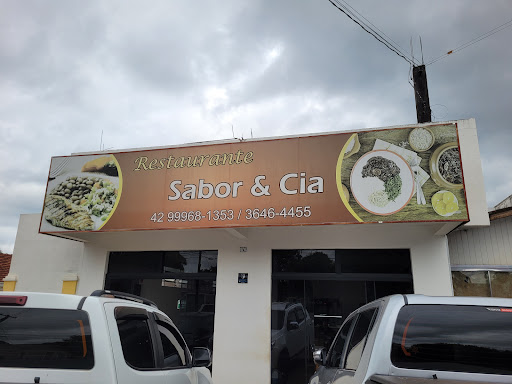 Restaurante
Sabor & Cia
42 99968-1353 / 3646-4455